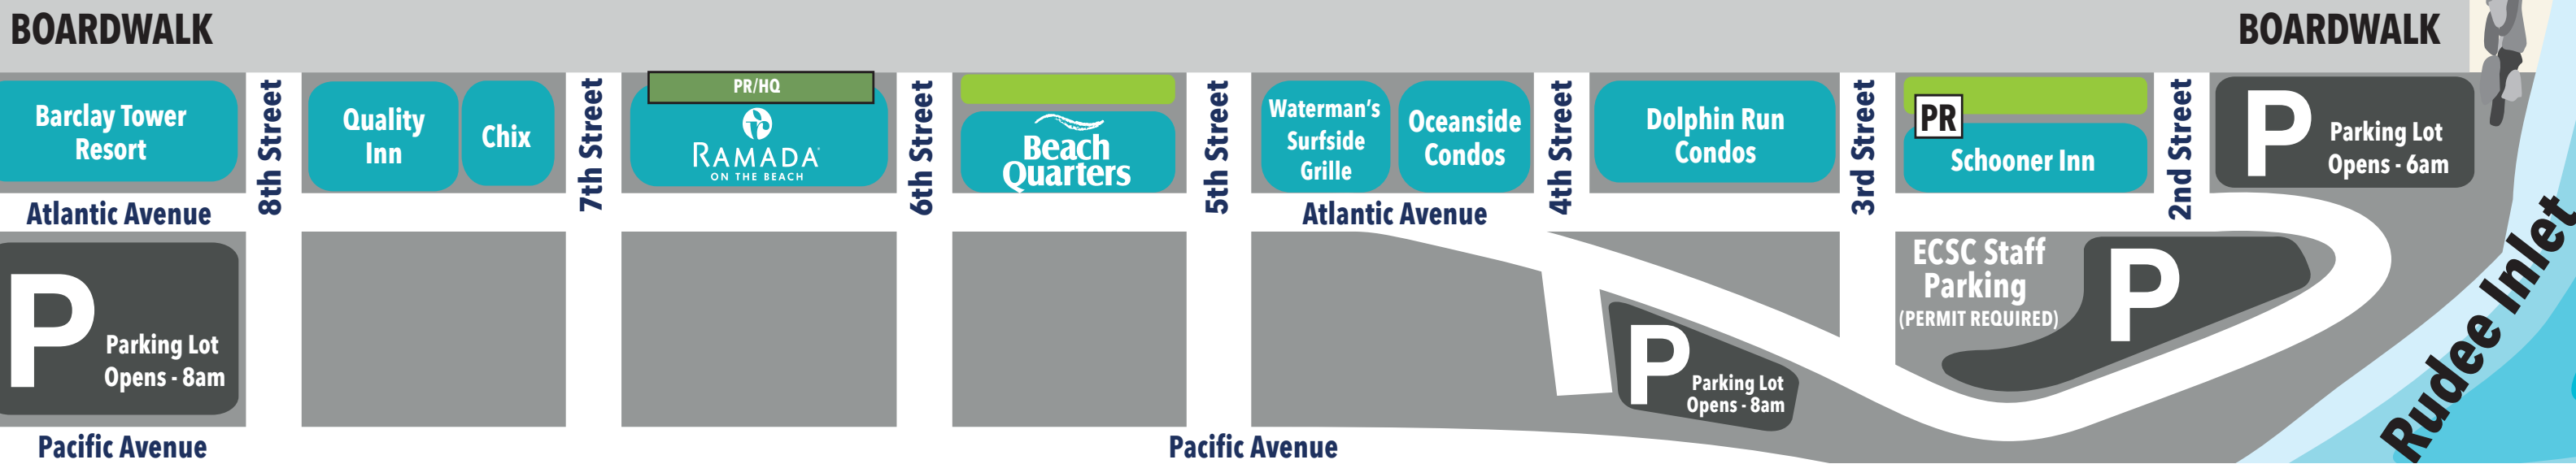 BOARDWALK
BOARDWALK
Barclay Tower
Resort
8th Street
Quality
Inn
Chix
7th Street
PR/HQ
RAMADA
ON THE BEACH
6th Street
Beach
Quarters
5th Street
Waterman's
Surfside
Grille
Oceanside
Condos
4th Street
Dolphin Run
Condos
3rd Street
PR
Schooner Inn
2nd Street
P
Parking Lot
Opens - 6am
Atlantic Avenue
Atlantic Avenue
P
Parking Lot
Opens - 8am
P
Parking Lot
Opens - 8am
ECSC Staff
Parking
(PERMIT REQUIRED)
P
Rudee Inlet
Pacific Avenue
Pacific Avenue